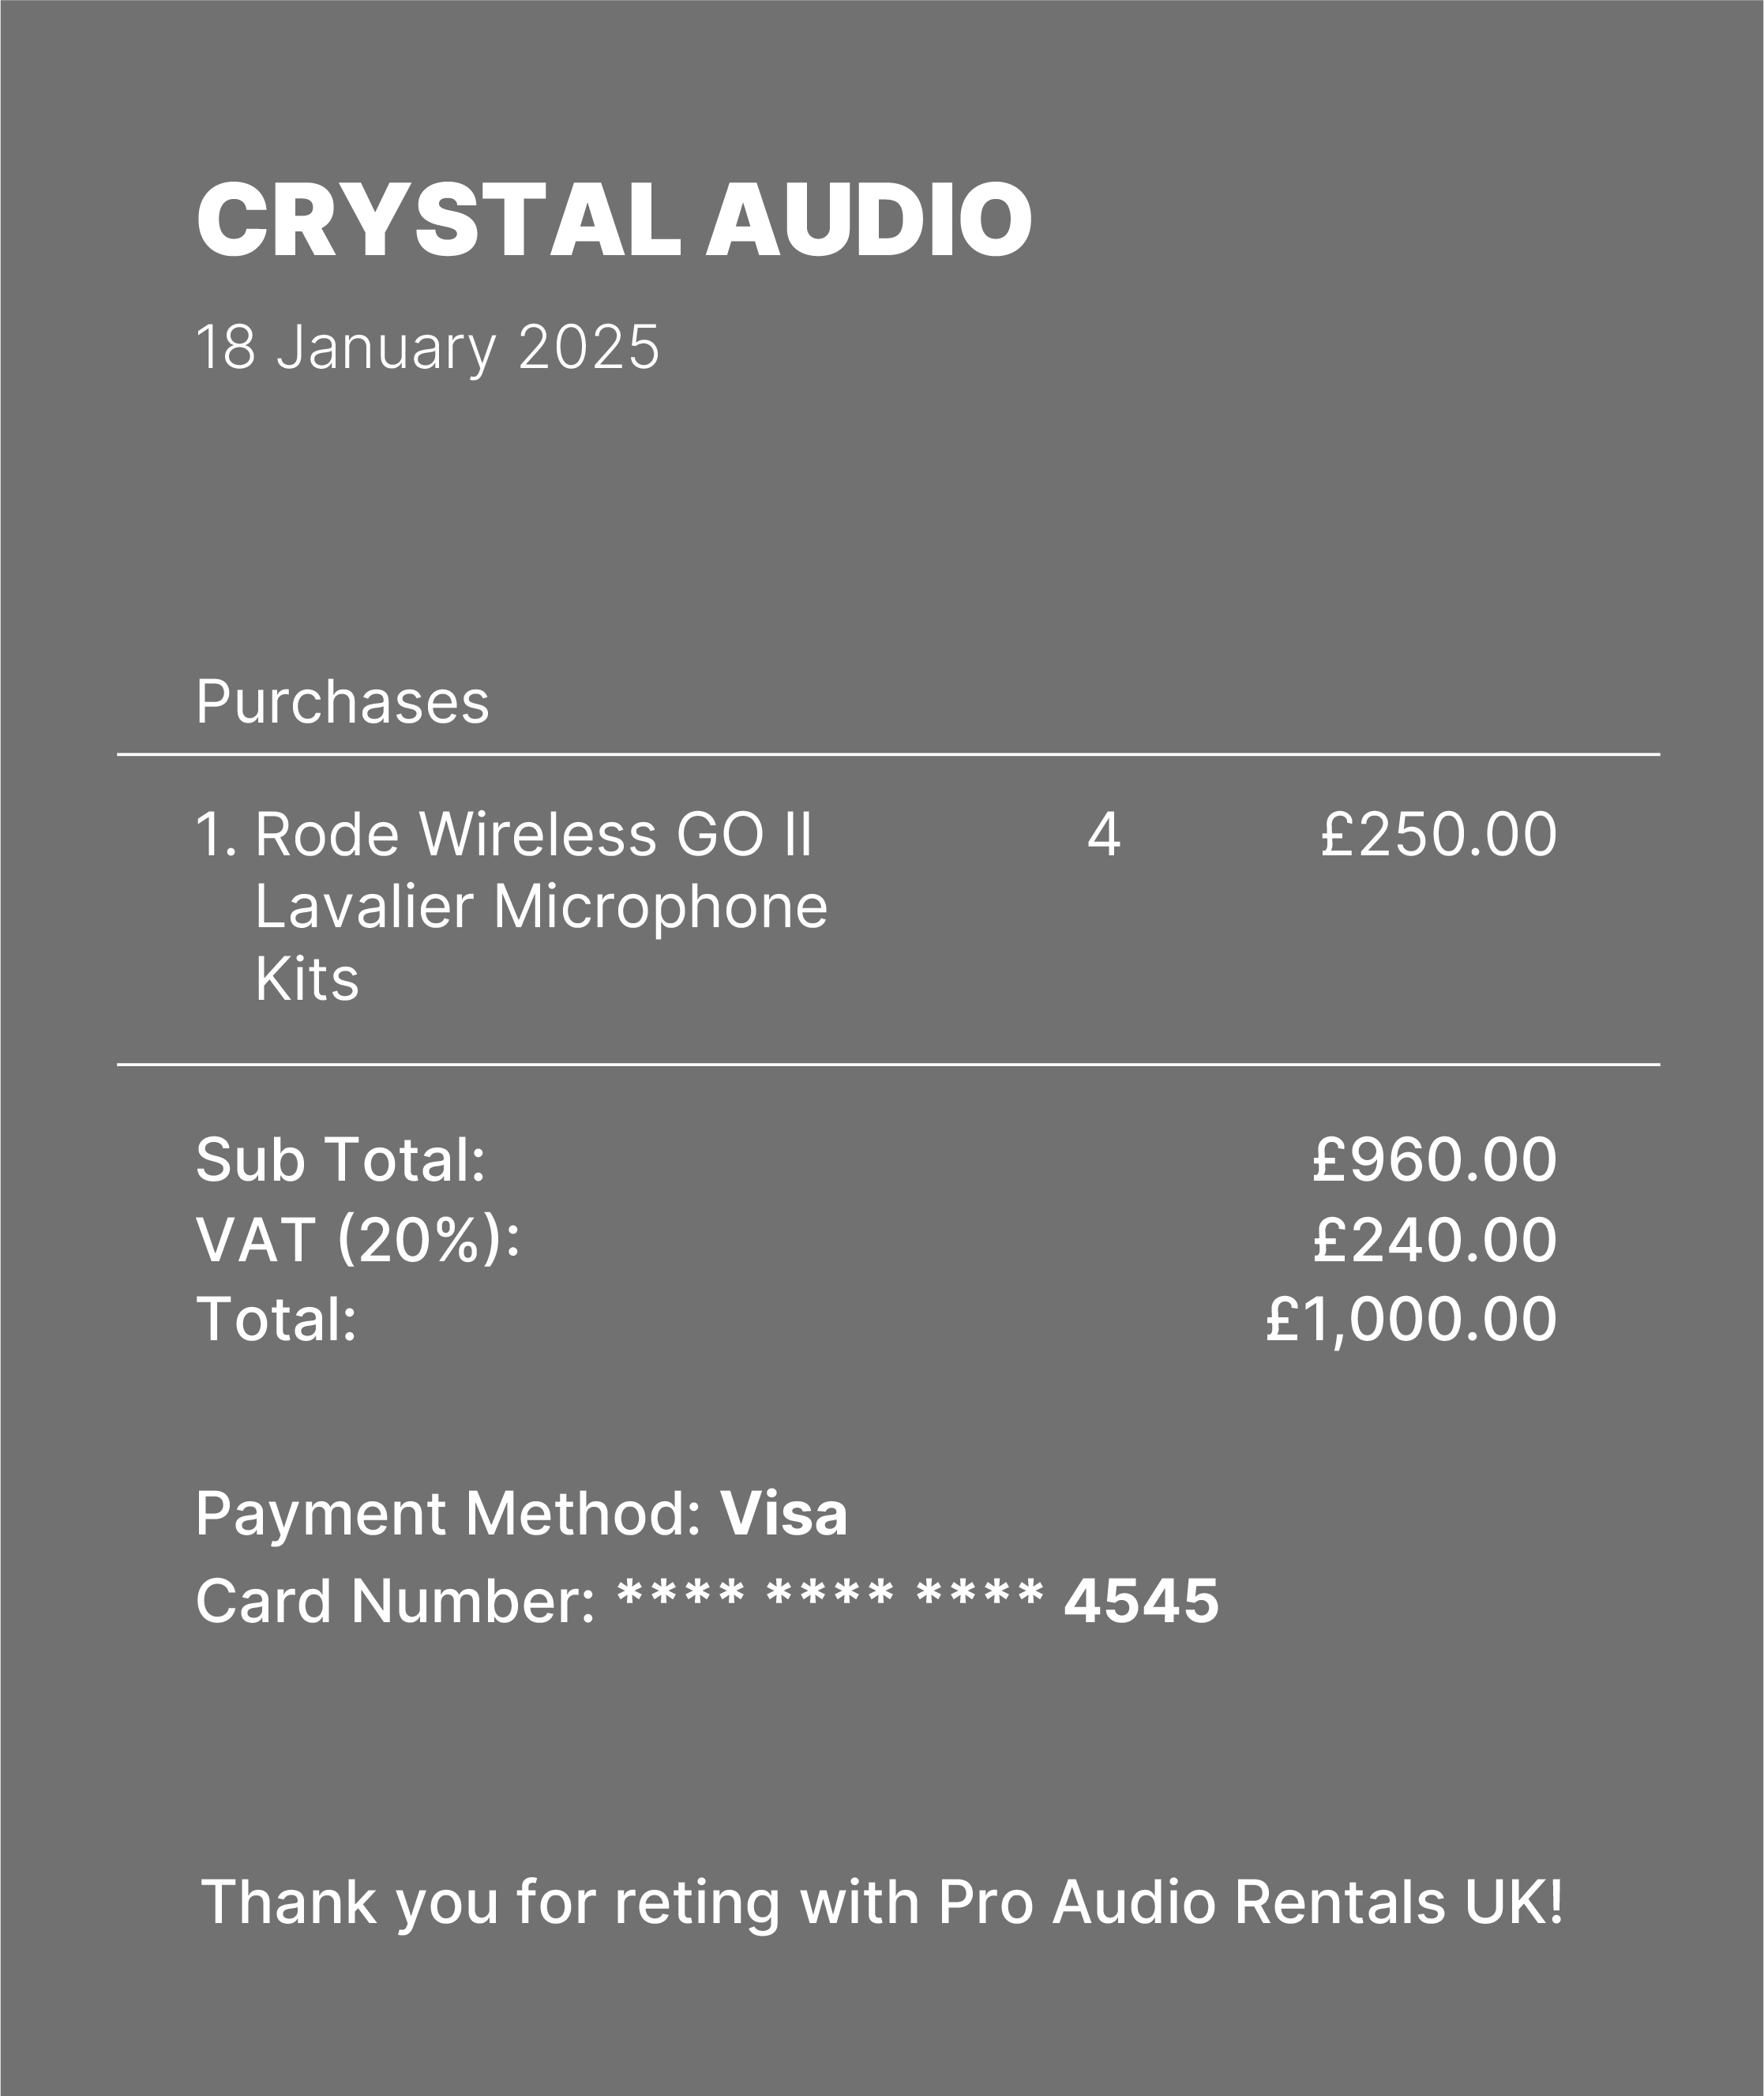 CRYSTAL AUDIO
18 January 2025
Purchases
1. Rode Wireless GO II 4 £250.00
Lavalier Microphone
Kits
Sub Total: £960.00
VAT (20%): £240.00
Total: £1,000.00
Payment Method: Visa
Card Number: **** **** **** 4545
Thank you for reting with Pro Audio Rentals UK!